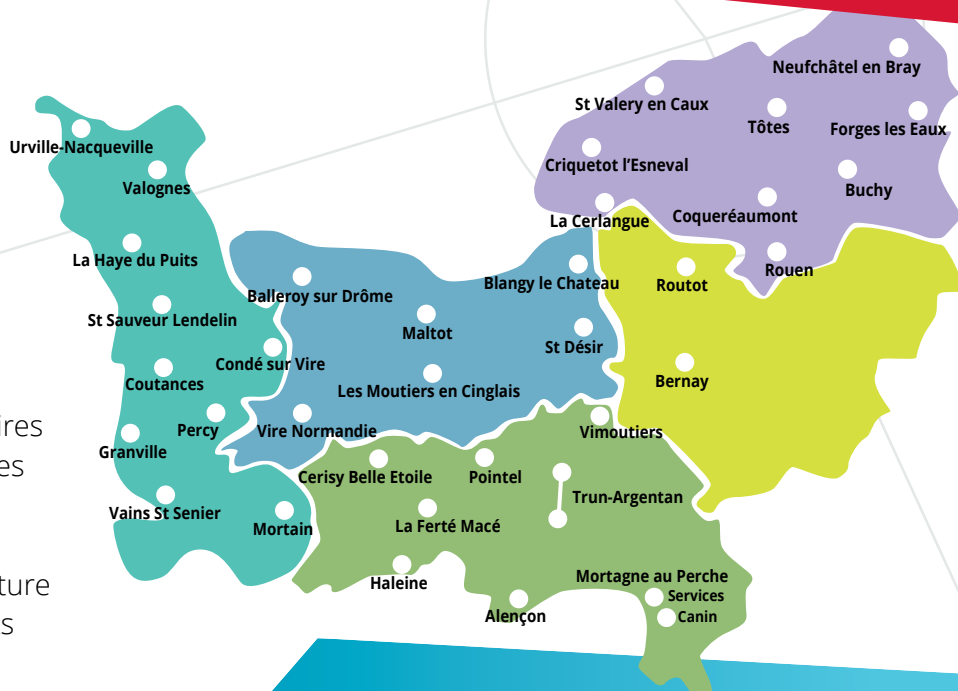 Neufchâtel en Bray
St Valery en Caux
Tôtes
Forges les Eaux
Urville-Nacqueville
Criquetot l'Esneval
Valognes
Buchy
La Cerlangue
Coqueréaumont
La Haye du Puits
Rouen
Blangy le Chateau
Routot
Balleroy sur Drôme
St Sauveur Lendelin
Maltot
St Désir
Condé sur Vire
Coutances
Bernay
Les Moutiers en Cinglais
Percy
Vire Normandie
Vimoutiers
ires
Granville
es
Cerisy Belle Etoile
Pointel
Trun-Argentan
Vains St Senier
Mortain
La Ferté Macé
Haleine
Mortagne au Perche
Services
Canin
ture
Alençon
s